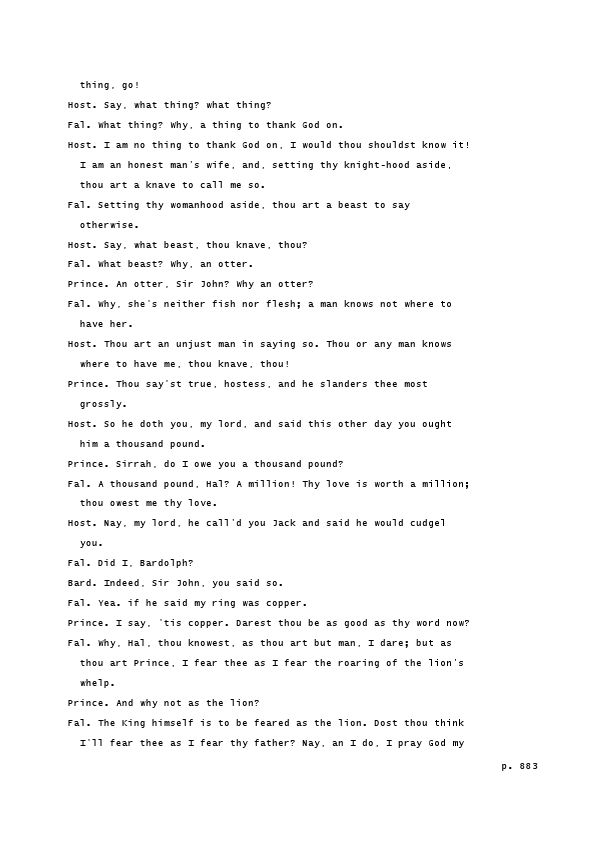 thing, go!
Host. Say, what thing? what thing?
Fal. What thing? Why, a thing to thank God on.
Host. I am no thing to thank God on, I would thou shouldst know it!
I am an honest man's wife, and, setting thy knight-hood aside,
thou art a knave to call me so.
Fal. Setting thy womanhood aside, thou art a beast to say
otherwise.
Host. Say, what beast, thou knave, thou?
Fal. What beast? Why, an otter.
Prince. An otter, Sir John? Why an otter?
Fal. Why, she's neither fish nor flesh; a man knows not where to
have her.
Host. Thou art an unjust man in saying so. Thou or any man knows
where to have me, thou knave, thou!
Prince. Thou say'st true, hostess, and he slanders thee most
grossly.
Host. So he doth you, my lord, and said this other day you ought
him a thousand pound.
Prince. Sirrah, do I owe you a thousand pound?
Fal. A thousand pound, Hal? A million! Thy love is worth a million;
thou owest me thy love.
Host. Nay, my lord, he call'd you Jack and said he would cudgel
you.
Fal. Did I, Bardolph?
Bard. Indeed, Sir John, you said so.
Fal. Yea. if he said my ring was copper.
Prince. I say, 'tis copper. Darest thou be as good as thy word now?
Fal. Why, Hal, thou knowest, as thou art but man, I dare; but as
thou art Prince, I fear thee as I fear the roaring of the lion's
whelp.
Prince. And why not as the lion?
Fal. The King himself is to be feared as the lion. Dost thou think
I'll fear thee as I fear thy father? Nay, an I do, I pray God my
p. 883